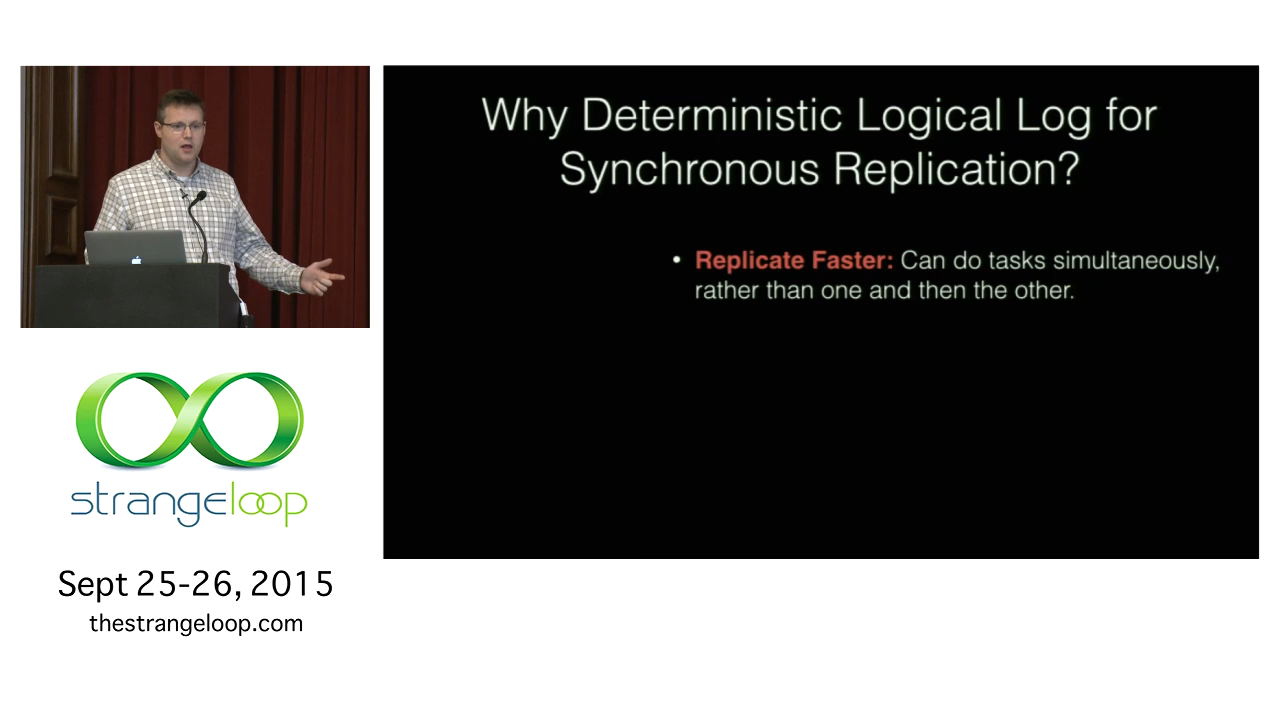 Why Deterministic Logical Log for
Synchronous Replication?
• Replicate Faster: Can do tasks simultaneously,
rather than one and then the other.
strangeloop
Sept 25-26, 2015
thestrangeloop.com